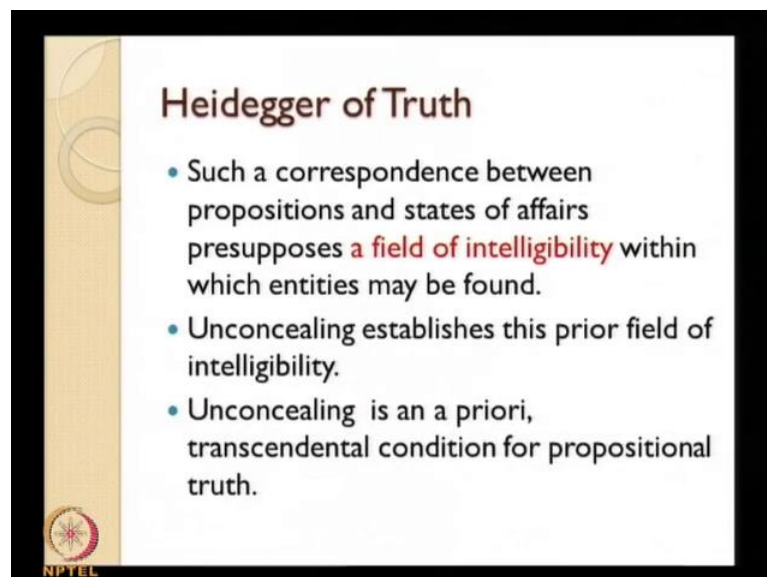 Heidegger of Truth
• Such a correspondence between
propositions and states of affairs
presupposes a field of intelligibility within
which entities may be found.
• Unconcealing establishes this prior field of
intelligibility.
• Unconcealing is an a priori,
transcendental condition for propositional
truth.
NPTEL